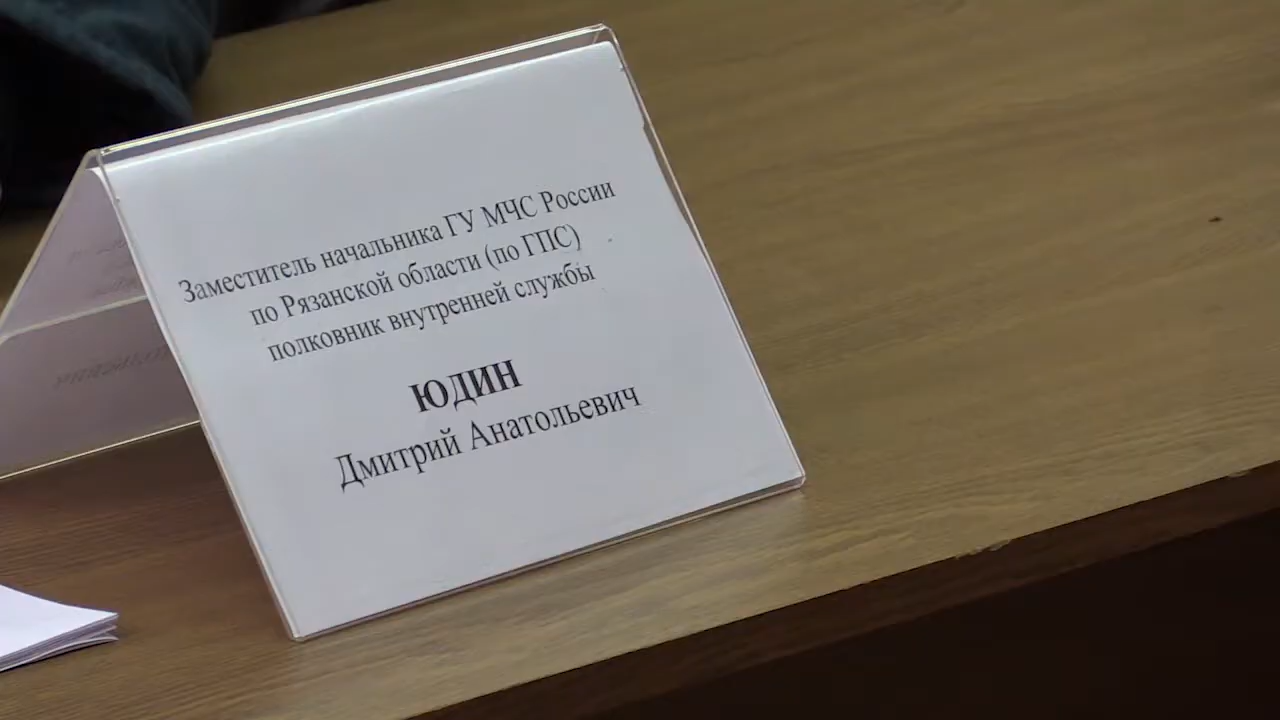 Заместитель начальника ГУ МЧС России
по Рязанской области (по ГПС)
полковник внутренней службы
ЮДИН
Дмитрий Анатольевич